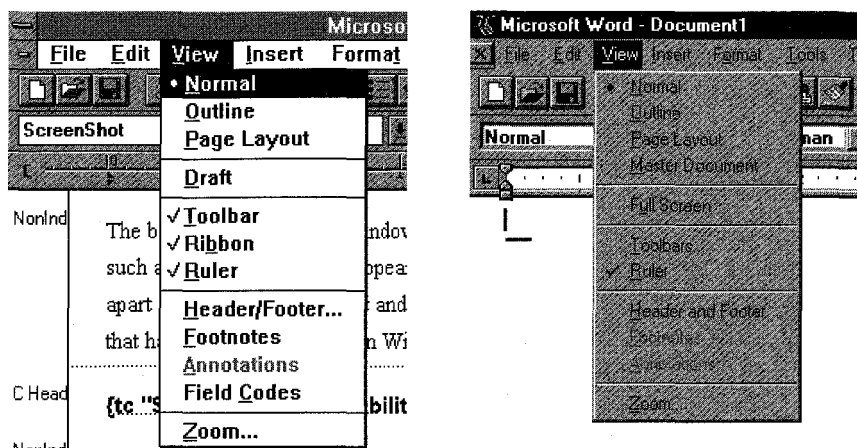 Microso
File Edit View Insert Format
• Normal
Outline
Page Layout
Draft
✓ Toolbar
✓ Ribbon
✓ Ruler
Header/Footer...
Footnotes
Annotations
Field Codes
Zoom...
ScreenShot
NonInd
The b
such a
apart
that ha
ndow
ppea
and
n Wi
C Head
{tc "S
bilit
NonInd
Microsoft Word - Document1
File Edit View Insert Format Tools T
• Normal
Outline
Page Layout
Master Document
Full Screen
Toolbars
✓ Ruler
Header and Footer
Footnotes
Annotations
Zoom...
Normal
man